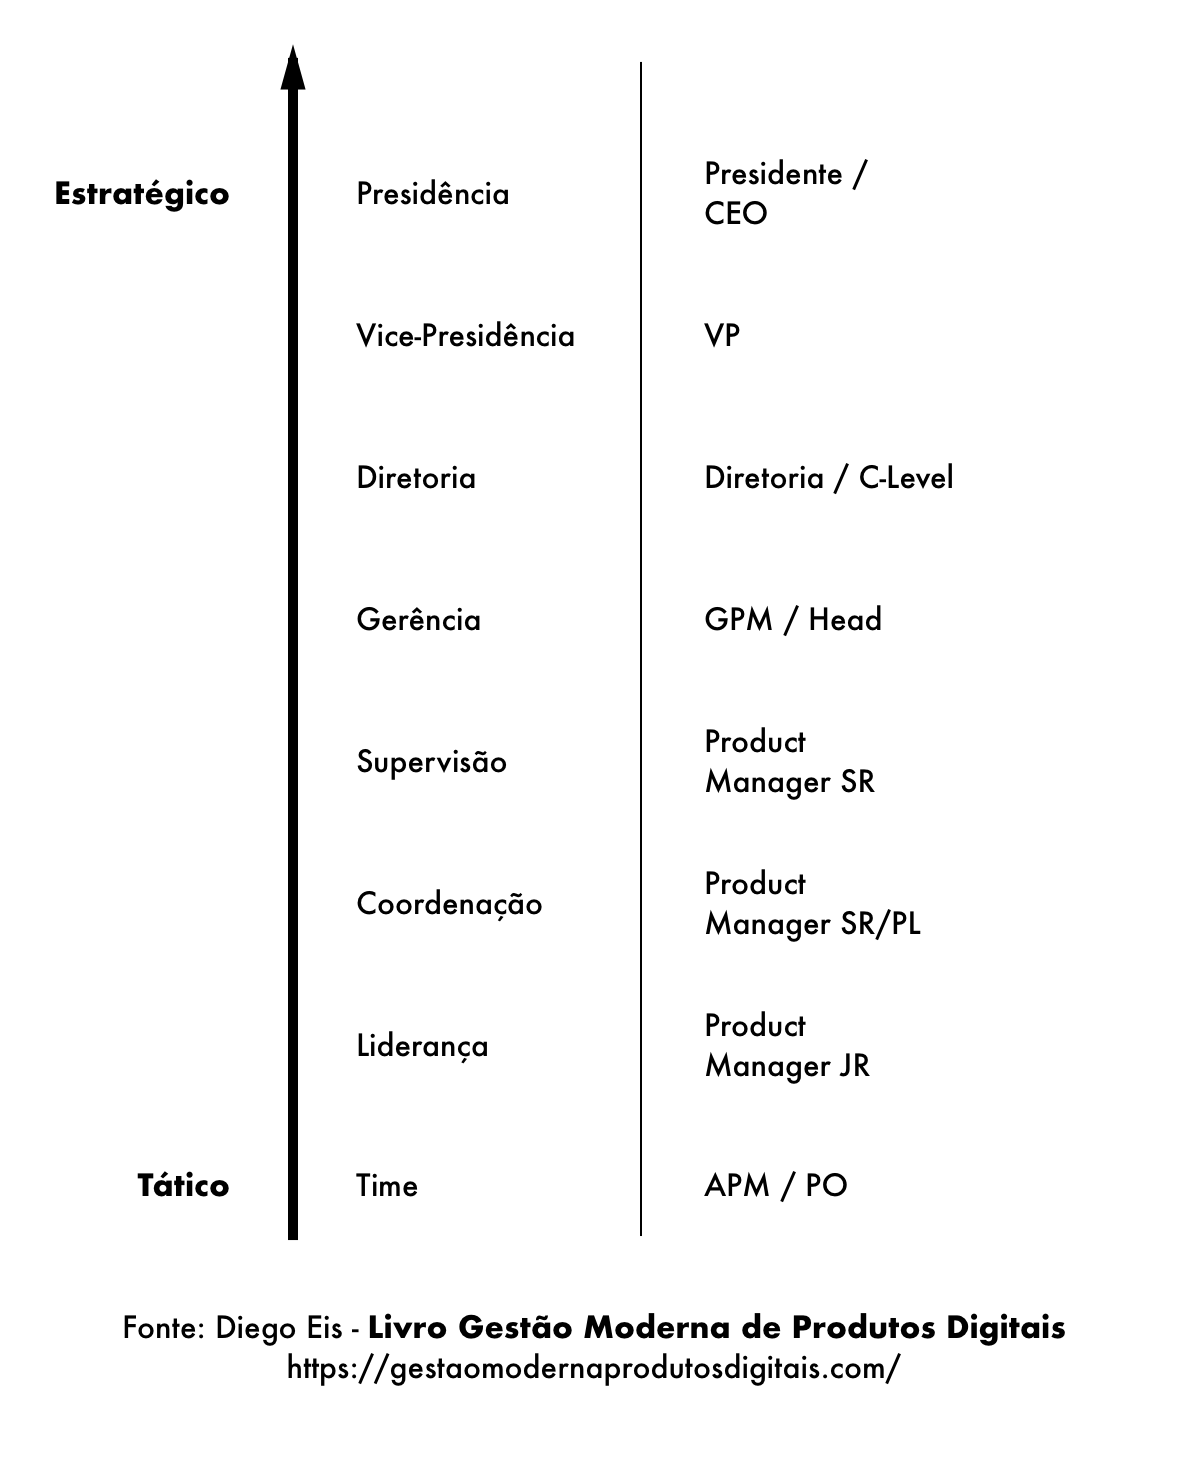 Estratégico Presidência Presidente /
CEO
Vice-Presidência VP
Diretoria Diretoria / C-Level
Gerência GPM / Head
Supervisão Product
Manager SR
Coordenação Product
Manager SR/PL
Liderança Product
Manager JR
Tático Time APM / PO
Fonte: Diego Eis - Livro Gestão Moderna de Produtos Digitais
https://gestaomodernaprodutosdigitais.com/